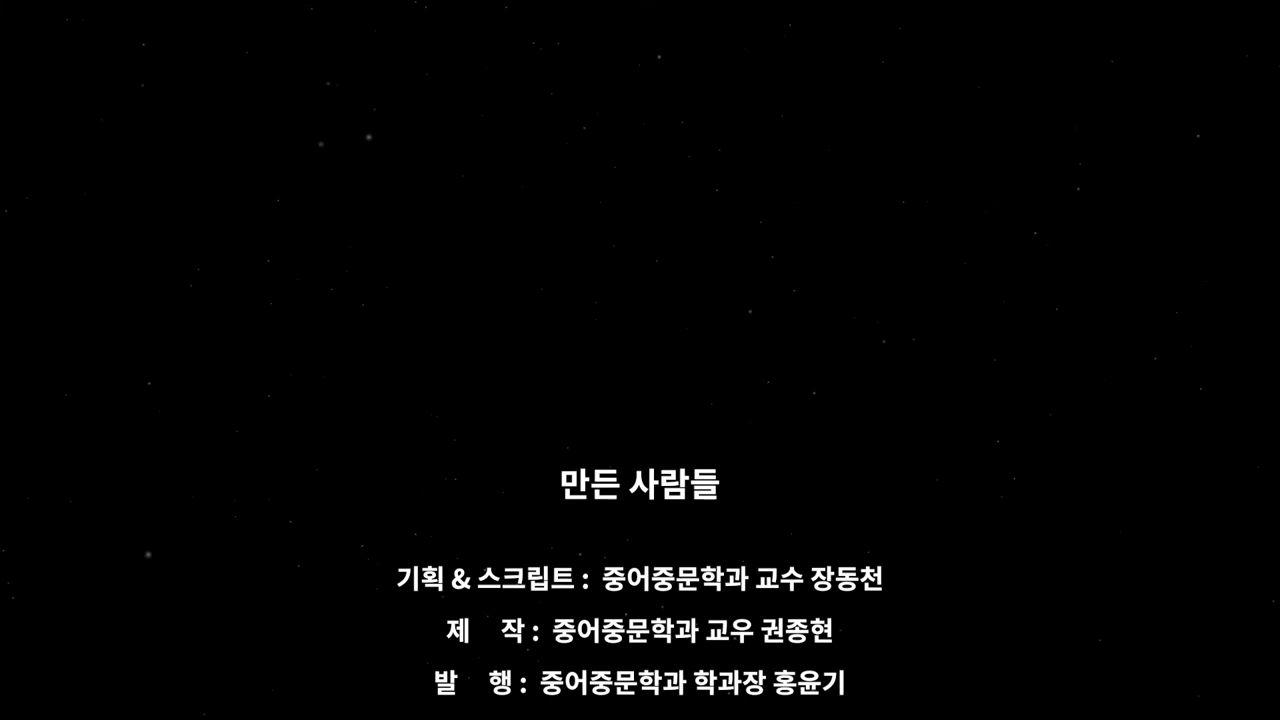 만든 사람들
기획 & 스크립트 : 중어중문학과 교수 장동천
제 작 : 중어중문학과 교우 권종현
발 행 : 중어중문학과 학과장 홍윤기